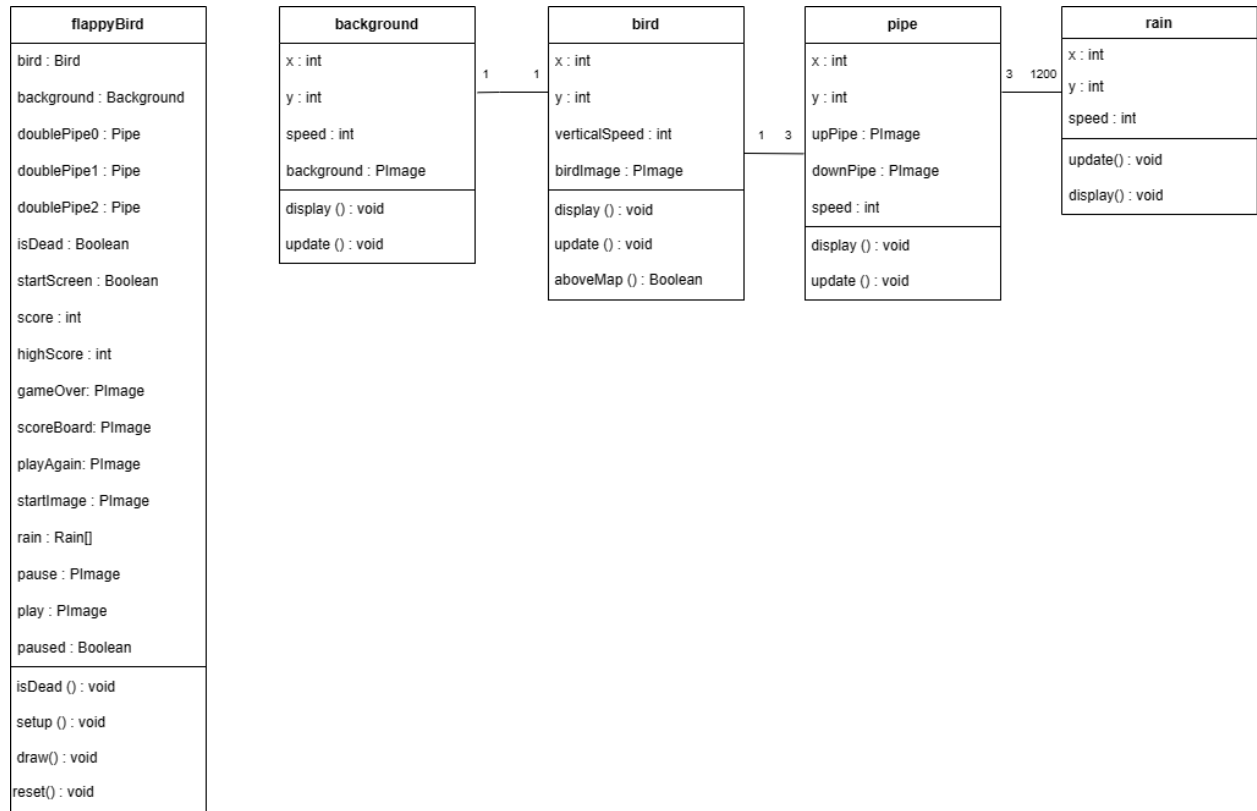 flappyBird
bird : Bird
background : Background
doublePipe0 : Pipe
doublePipe1 : Pipe
doublePipe2 : Pipe
isDead : Boolean
startScreen : Boolean
score : int
highScore : int
gameOver: PImage
scoreBoard: PImage
playAgain: PImage
startImage : PImage
rain : Rain[]
pause : PImage
play : PImage
paused : Boolean
isDead () : void
setup () : void
draw() : void
reset() : void
background
x : int
y : int
speed : int
background : PImage
display () : void
update () : void
1
1
bird
x : int
y : int
verticalSpeed : int
birdImage : PImage
display () : void
update () : void
aboveMap () : Boolean
1
3
pipe
x : int
y : int
upPipe : PImage
downPipe : PImage
speed : int
display () : void
update () : void
3
1200
rain
x : int
y : int
speed : int
update() : void
display() : void